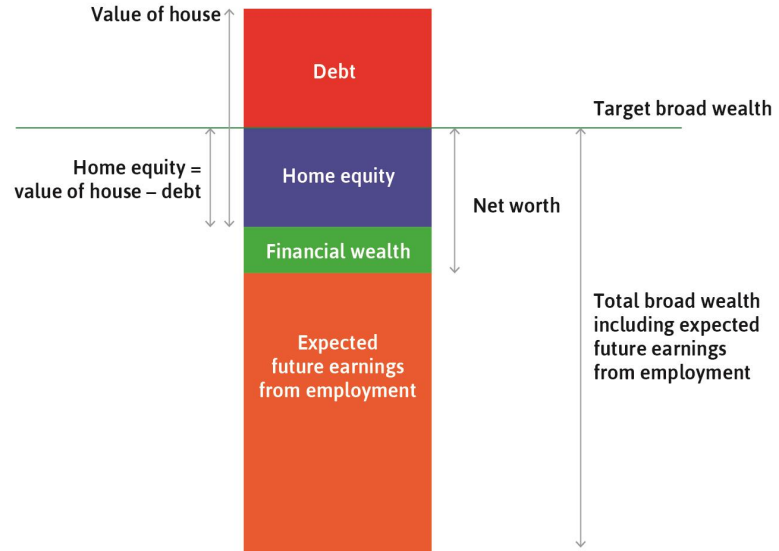 Value of house
Debt
Target broad wealth
Home equity =
value of house – debt
Home equity
Net worth
Financial wealth
Expected
future earnings
from employment
Total broad wealth
including expected
future earnings
from employment